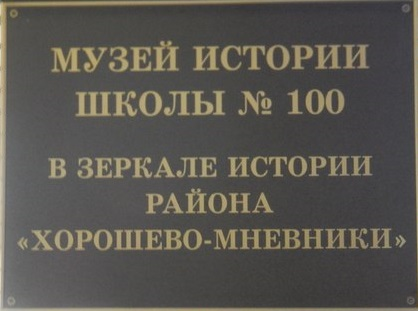 МУЗЕЙ ИСТОРИИ
ШКОЛЫ № 100
В ЗЕРКАЛЕ ИСТОРИИ
РАЙОНА
«ХОРОШЕВО-МНЕВНИКИ»